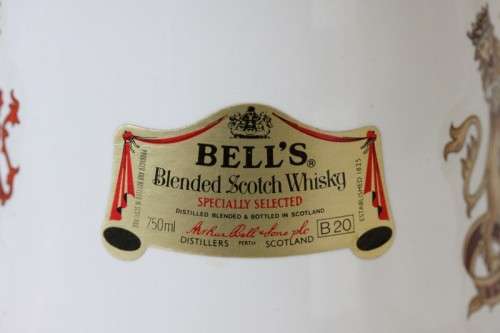 BELL'S®
Blended Scotch Whisky
SPECIALLY SELECTED
DISTILLED BLENDED & BOTTLED IN SCOTLAND
750ml
Arthur Bell & Sons plc
B20
DISTILLERS PERTH SCOTLAND
ESTABLISHED 1825